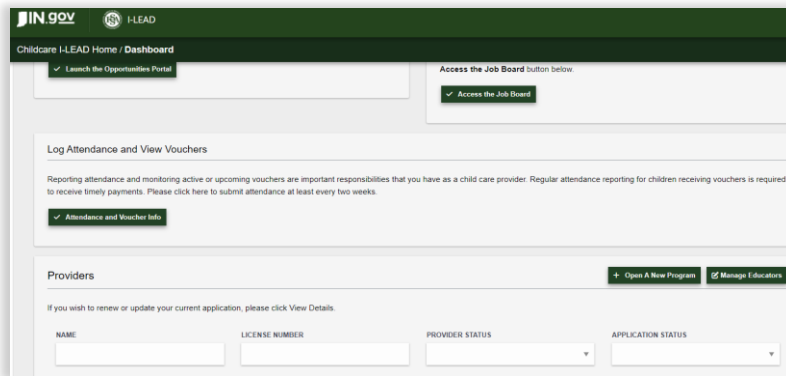 IN.gov I-LEAD
Childcare I-LEAD Home / Dashboard
Launch the Opportunities Portal
Access the Job Board button below.
Access the Job Board
Log Attendance and View Vouchers
Reporting attendance and monitoring active or upcoming vouchers are important responsibilities that you have as a child care provider. Regular attendance reporting for children receiving vouchers is required
to receive timely payments. Please click here to submit attendance at least every two weeks.
Attendance and Voucher Info
Providers
+ Open A New Program
Manage Educators
If you wish to renew or update your current application, please click View Details.
NAME LICENSE NUMBER PROVIDER STATUS APPLICATION STATUS